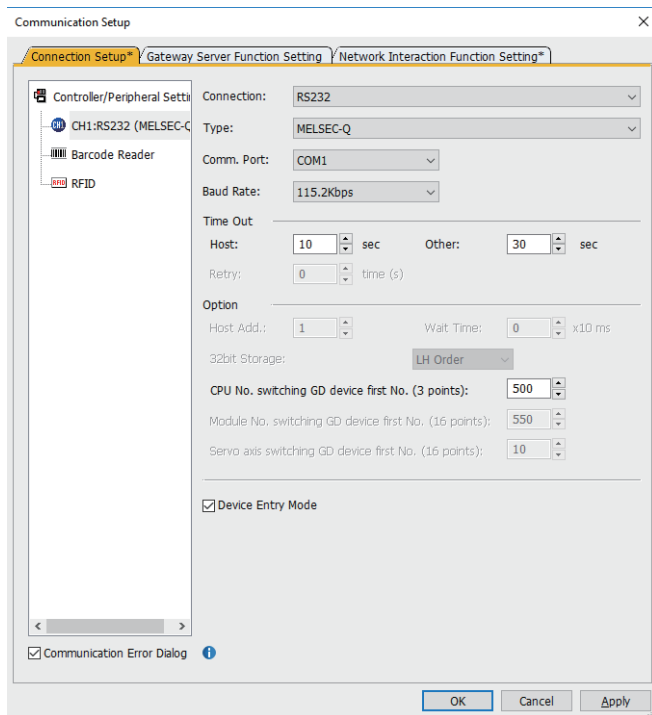 Communication Setup
Connection Setup* Gateway Server Function Setting Network Interaction Function Setting*
Controller/Peripheral Settin
CH1:RS232 (MELSEC-Q
Barcode Reader
RFID RFID
Connection: RS232
Type: MELSEC-Q
Comm. Port: COM1
Baud Rate: 115.2Kbps
Time Out
Host: 10 sec Other: 30 sec
Retry: 0 time (s)
Option
Host Add.: 1 Wait Time: 0 x10 ms
32bit Storage: LH Order
CPU No. switching GD device first No. (3 points): 500
Module No. switching GD device first No. (16 points): 550
Servo axis switching GD device first No. (16 points): 10
Device Entry Mode
Communication Error Dialog
OK Cancel Apply